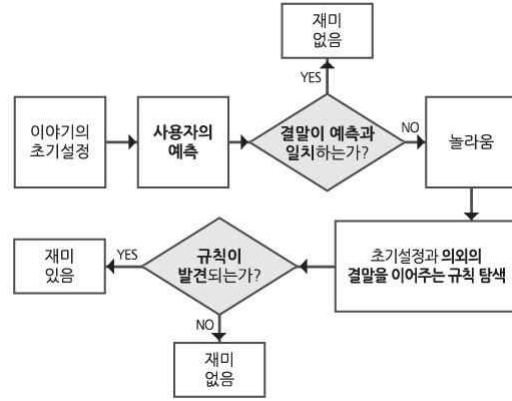 재미
없음
YES
이야기의
초기설정
사용자의
예측
결말이 예측과
일치하는가?
NO
놀라움
초기설정과 의외의
결말을 이어주는 규칙 탐색
규칙이
발견되는가?
YES
재미
있음
NO
재미
없음